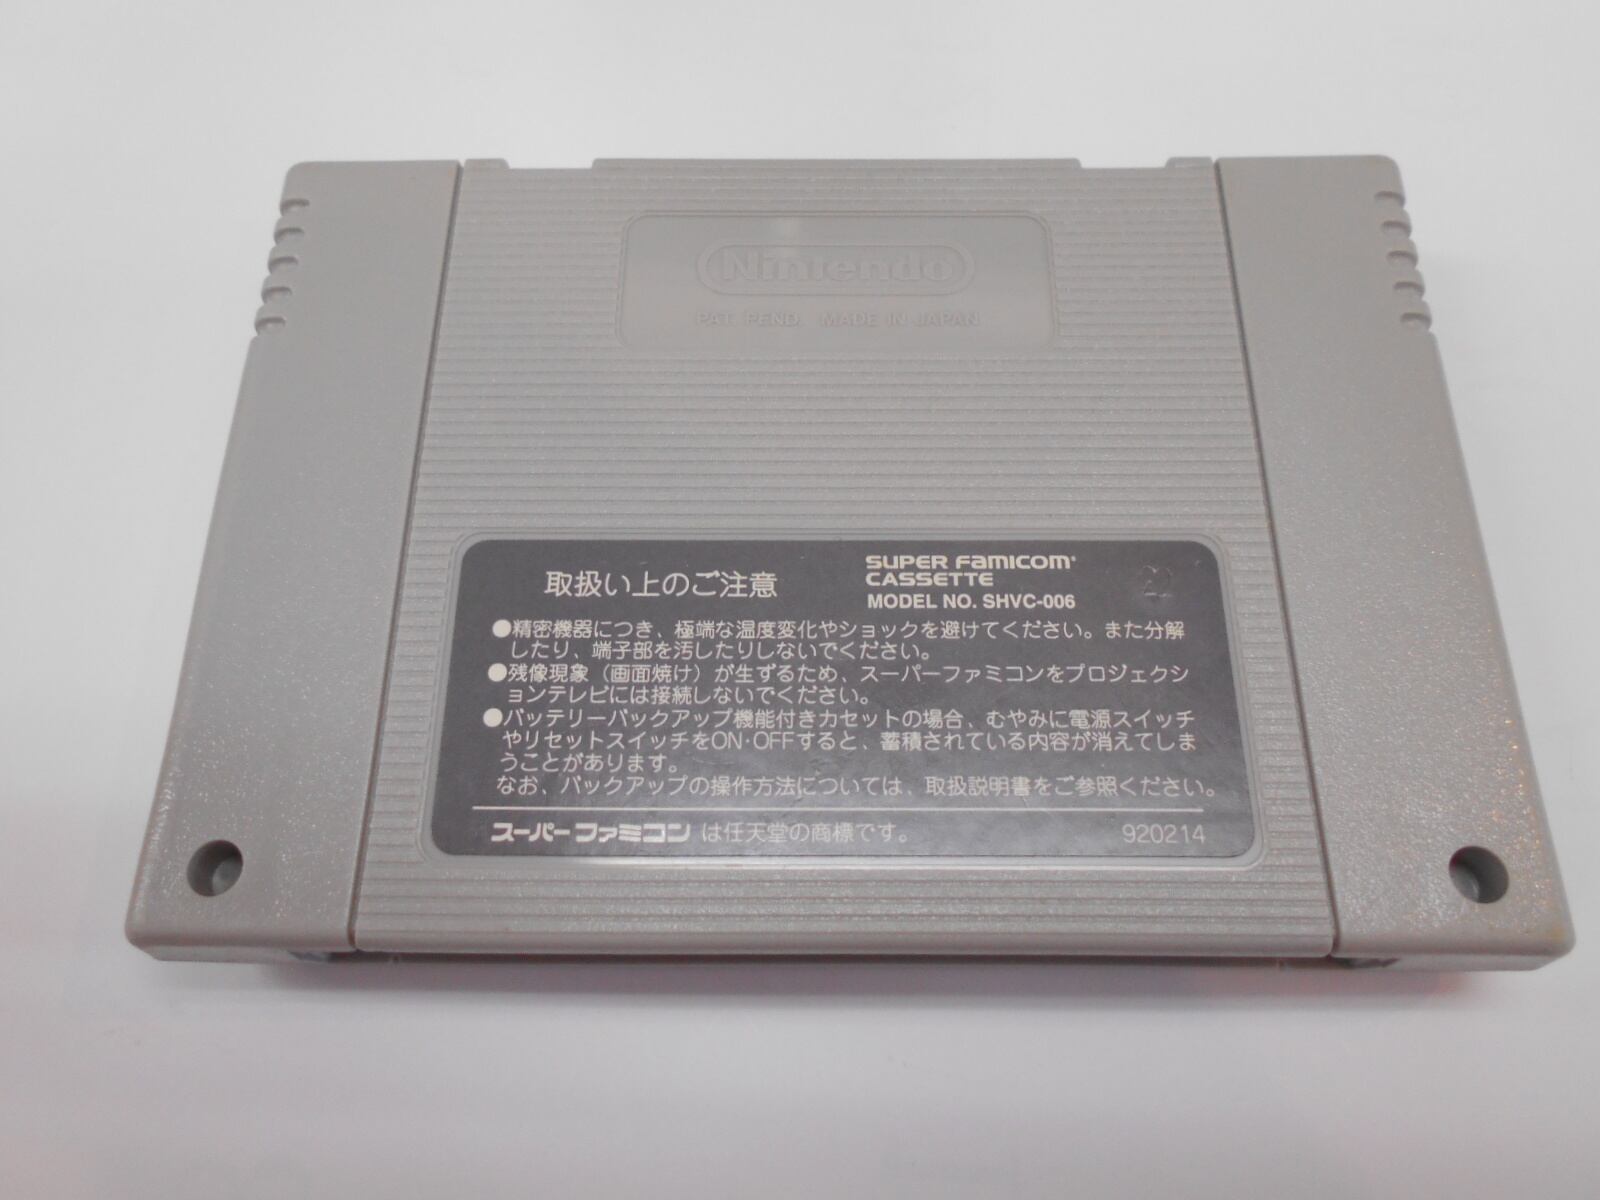 Nintendo
PAT. PEND. MADE IN JAPAN
取扱い上のご注意
SUPER FAMICOM
CASSETTE
MODEL NO. SHVC-006
22
●精密機器につき、極端な温度変化やショックを避けてください。また分解
したり、端子部を汚したりしないでください。
●残像現象（画面焼け）が生ずるため、スーパーファミコンをプロジェクシ
ョンテレビには接続しないでください。
●バッテリーバックアップ機能付きカセットの場合、むやみに電源スイッチ
やリセットスイッチをON·OFFすると、蓄積されている内容が消えてしま
うことがあります。
なお、バックアップの操作方法については、取扱説明書をご参照ください。
スーパーファミコン は任天堂の商標です。
920214